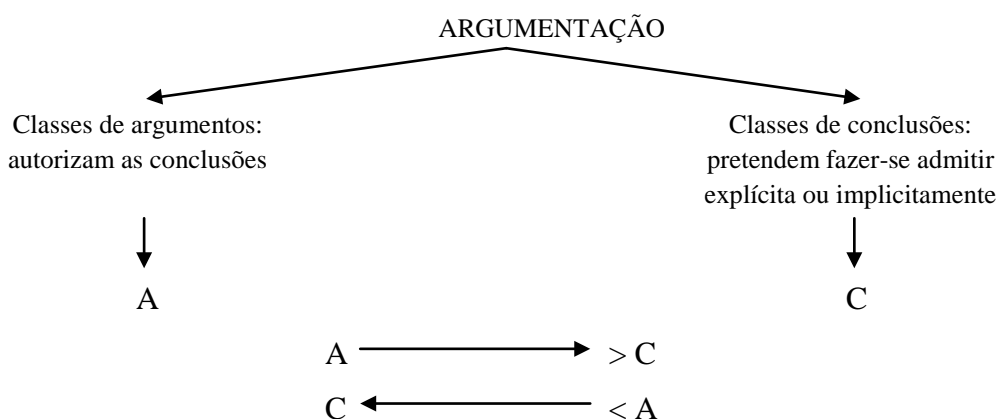 ARGUMENTAÇÃO
Classes de argumentos:
autorizam as conclusões
Classes de conclusões:
pretendem fazer-se admitir
explícita ou implicitamente
A
C
A > C
C < A